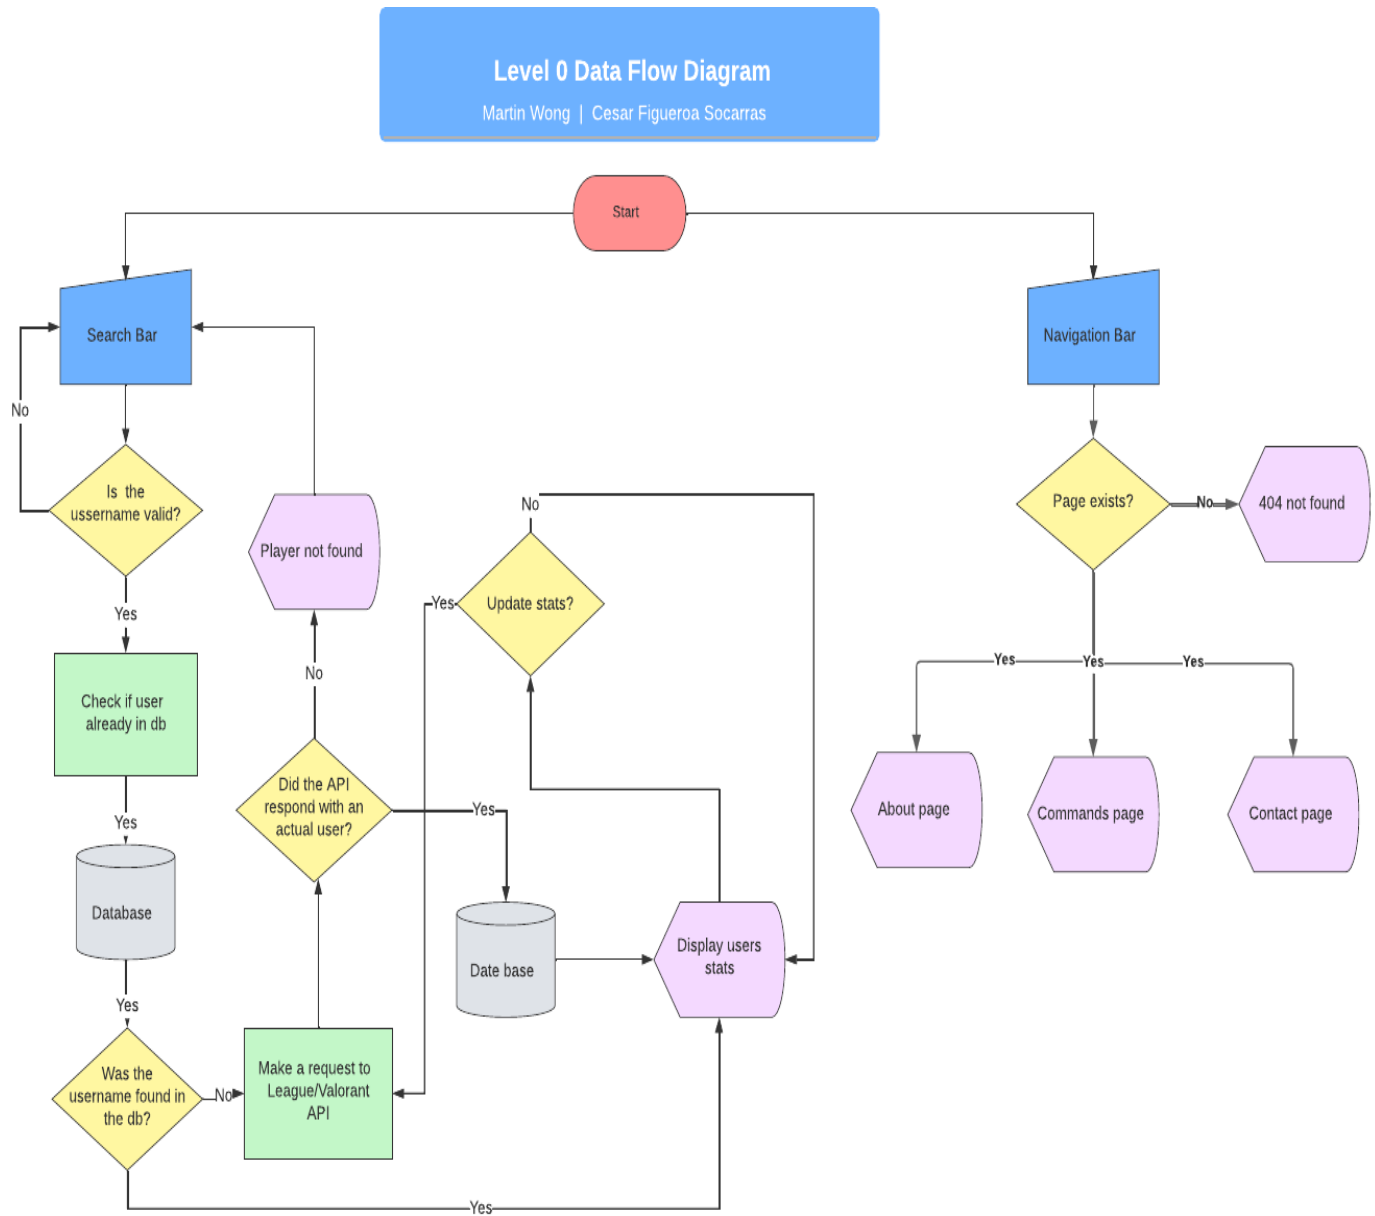 Level 0 Data Flow Diagram
Martin Wong | Cesar Figueroa Socarras
Start
Search Bar
Navigation Bar
No
Is the
ussername valid?
Page exists?
No
404 not found
No
Player not found
Update stats?
Yes
Yes
No
Yes
Yes
Yes
Check if user
already in db
Did the API
respond with an
actual user?
Yes
About page
Commands page
Contact page
Yes
Database
Date base
Display users
stats
Yes
Was the
username found in
the db?
No
Make a request to
League/Valorant
API
Yes